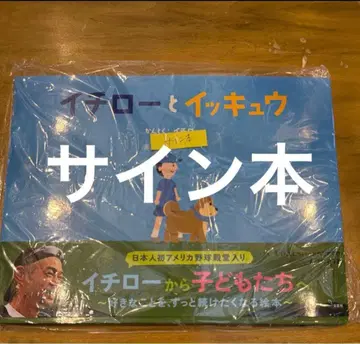 イチローとイッキュウ
サイン本
日本人初アメリカ野球殿堂入り
イチローから子どもたちへ
〜好きなことを、ずっと続けたくなる絵本〜